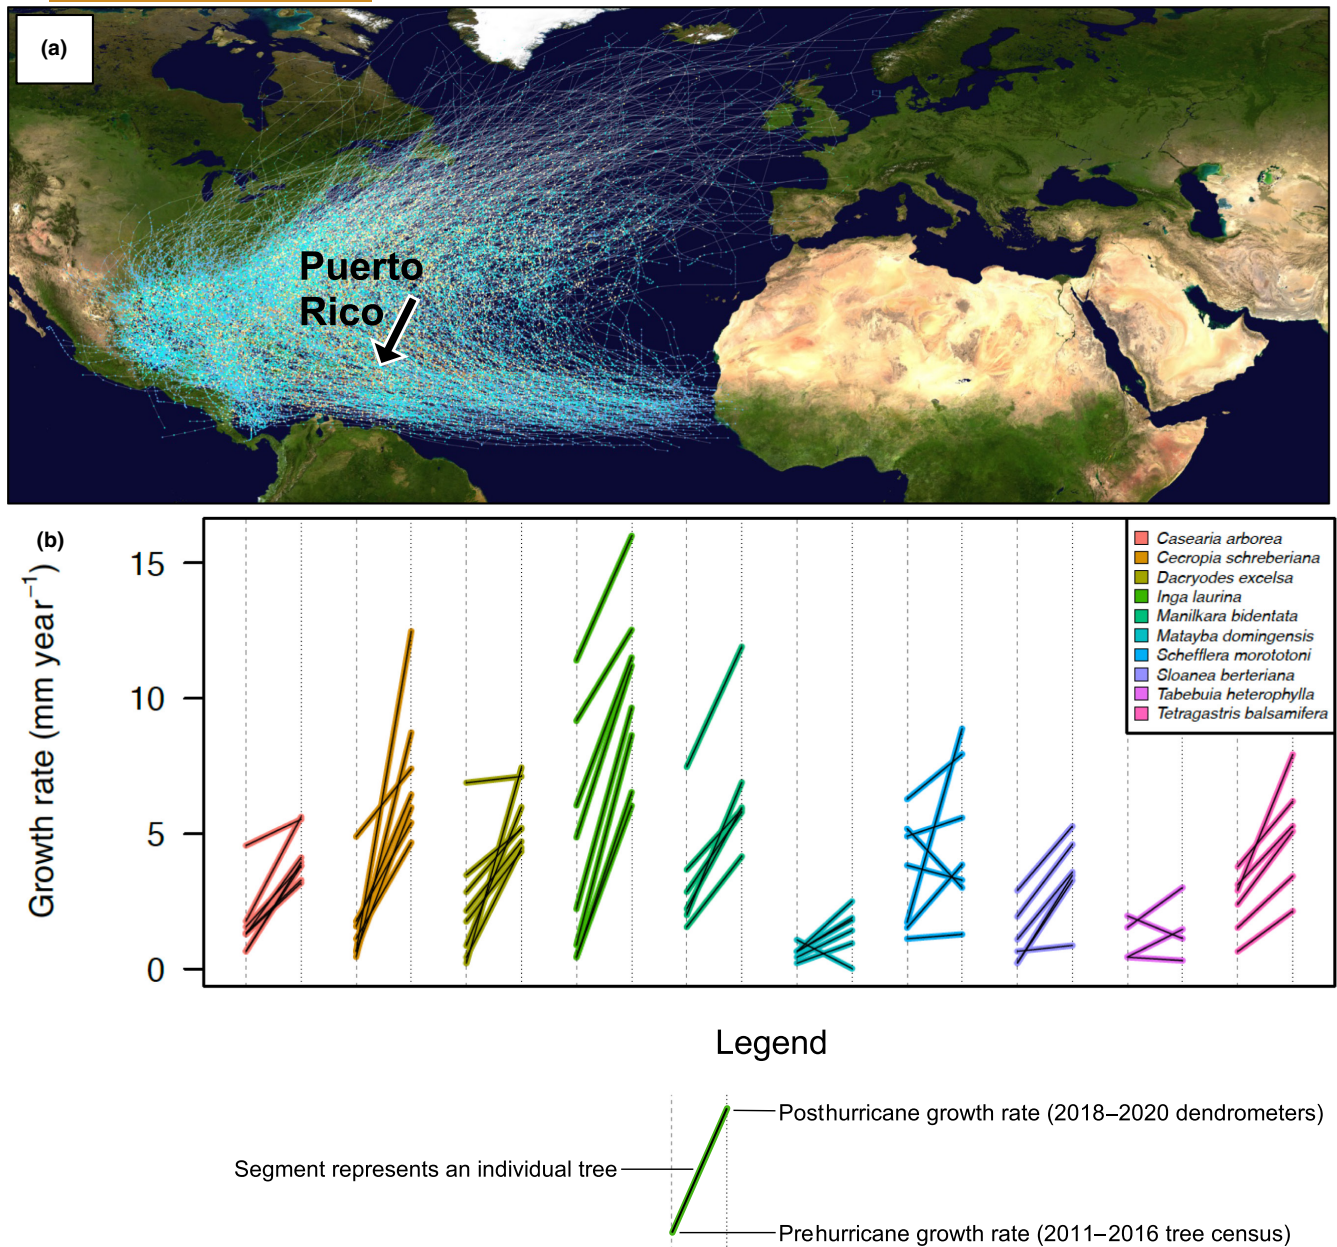 (a)
Puerto
Rico
(b)
Growth rate (mm year⁻¹)
15
10
5
0
Casearia arborea
Cecropia schreberiana
Dacryodes excelsa
Inga laurina
Manilkara bidentata
Matayba domingensis
Schefflera morototoni
Sloanea berteriana
Tabebuia heterophylla
Tetragastris balsamifera
Legend
Posthurricane growth rate (2018–2020 dendrometers)
Segment represents an individual tree
Prehurricane growth rate (2011–2016 tree census)